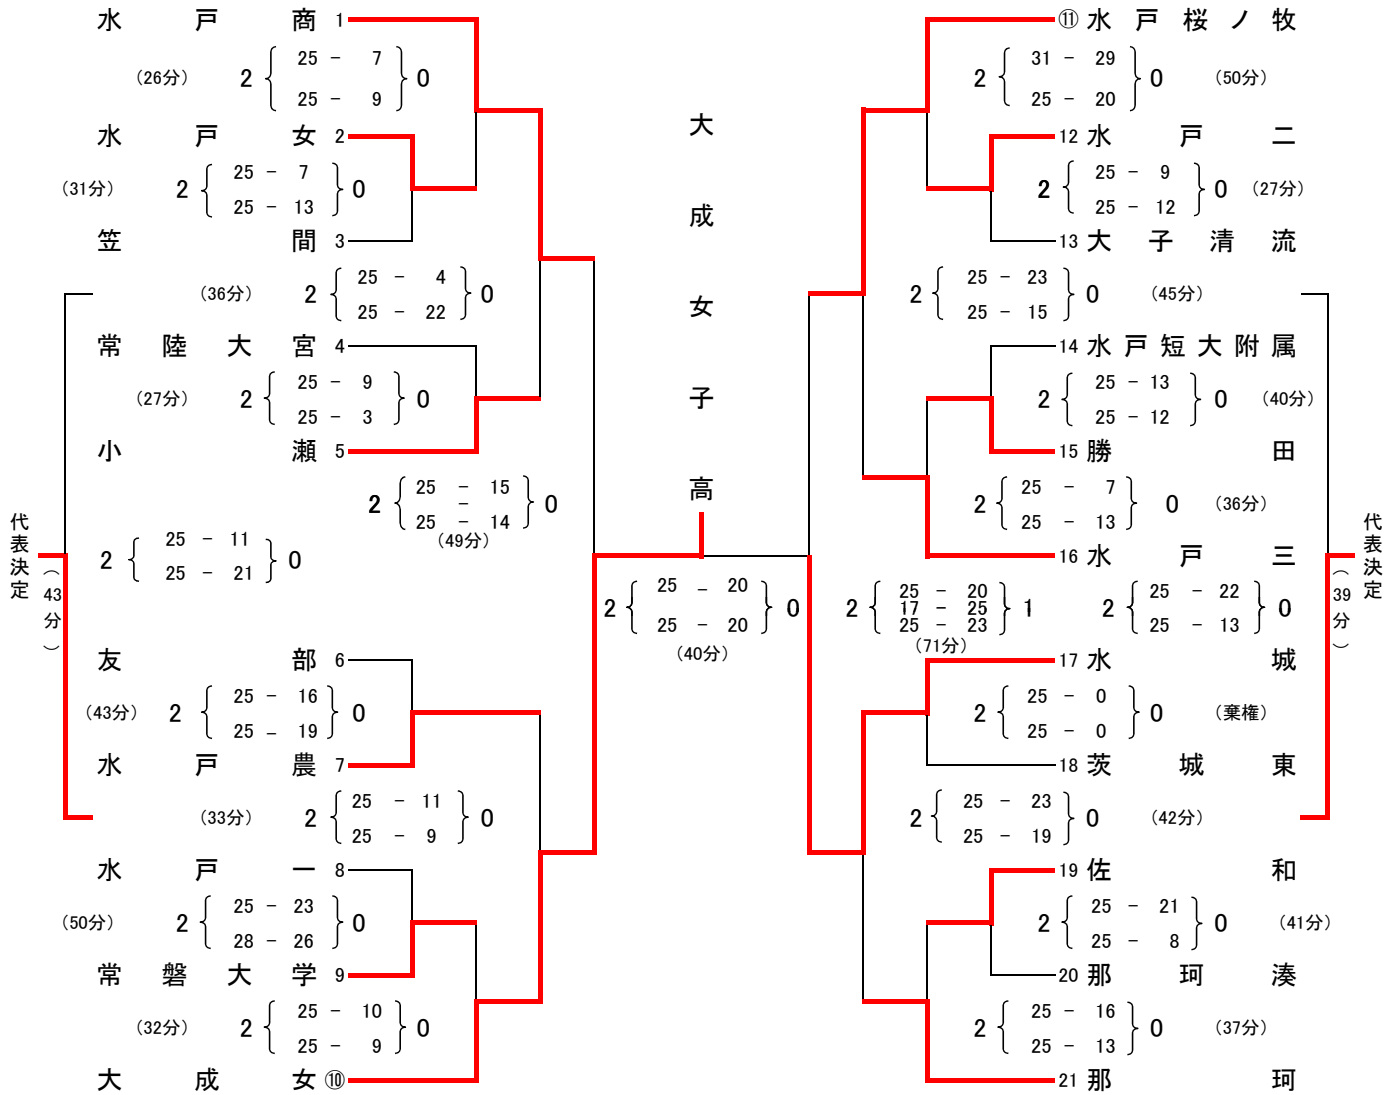 水戸商 1
(26分) 2 { 25 - 7
25 - 9 } 0
水戸女 2
(31分) 2 { 25 - 7
25 - 13 } 0
笠間 3
(36分) 2 { 25 - 4
25 - 22 } 0
常陸大宮 4
(27分) 2 { 25 - 9
25 - 3 } 0
小瀬 5
2 { 25 - 15
-
25 - 14 } 0
(49分)
代表決定
(43分)
2 { 25 - 11
25 - 21 } 0
友部 6
(43分) 2 { 25 - 16
25 - 19 } 0
水戸農 7
(33分) 2 { 25 - 11
25 - 9 } 0
水戸一 8
(50分) 2 { 25 - 23
28 - 26 } 0
常磐大学 9
(32分) 2 { 25 - 10
25 - 9 } 0
大成女 ⑩
大成女子高
2 { 25 - 20
25 - 20 } 0
(40分)
⑪ 水戸桜ノ牧
2 { 31 - 29
25 - 20 } 0 (50分)
12 水戸二
2 { 25 - 9
25 - 12 } 0 (27分)
13 大子清流
2 { 25 - 23
25 - 15 } 0 (45分)
14 水戸短大附属
2 { 25 - 13
25 - 12 } 0 (40分)
15 勝田
2 { 25 - 7
25 - 13 } 0 (36分)
16 水戸三
2 { 25 - 20
17 - 25
25 - 23 } 1
(71分)
2 { 25 - 22
25 - 13 } 0
(39分)
代表決定
17 水城
2 { 25 - 0
25 - 0 } 0 (棄権)
18 茨城東
2 { 25 - 23
25 - 19 } 0 (42分)
19 佐和
2 { 25 - 21
25 - 8 } 0 (41分)
20 那珂湊
2 { 25 - 16
25 - 13 } 0 (37分)
21 那珂